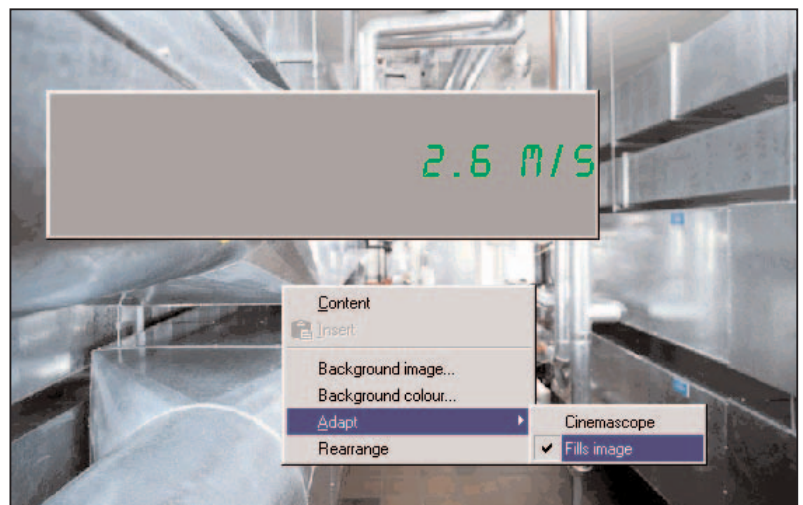 2.6 m/s
Content
Insert
Background image...
Background colour...
Adapt
Cinemascope
Rearrange
Fills image